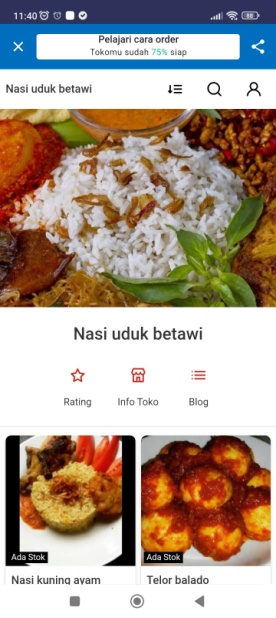 11:40
Pelajari cara order
Tokomu sudah 75% siap
Nasi uduk betawi
Nasi uduk betawi
Rating
Info Toko
Blog
Ada Stok
Ada Stok
Nasi kuning ayam
Telor balado